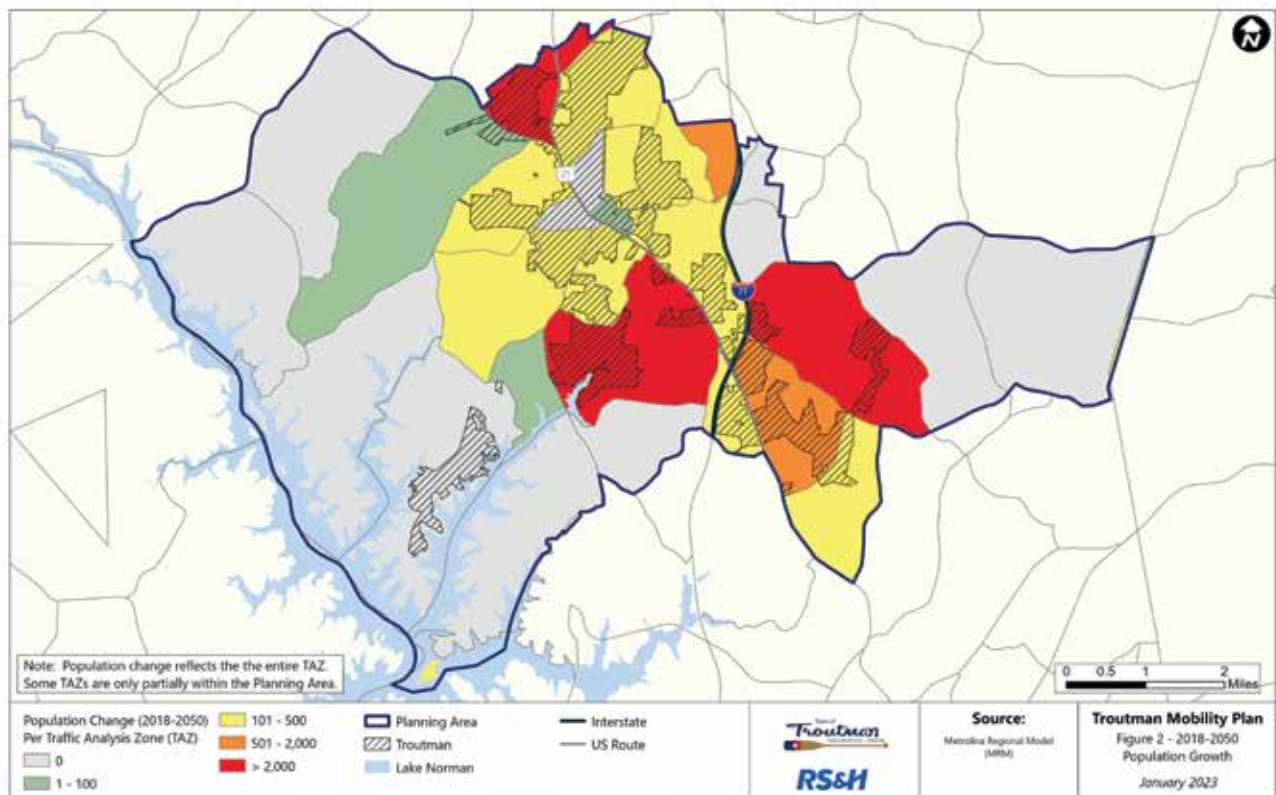 N
21
77
Note: Population change reflects the the entire TAZ.
Some TAZs are only partially within the Planning Area.
0 0.5 1 2
Miles
Population Change (2018-2050)
Per Traffic Analysis Zone (TAZ)
0
1 - 100
101 - 500
501 - 2,000
> 2,000
Planning Area
Troutman
Lake Norman
Interstate
US Route
Town of
Troutman
RS&H
Source:
Metrolina Regional Model
(MRM)
Troutman Mobility Plan
Figure 2 - 2018-2050
Population Growth
January 2023